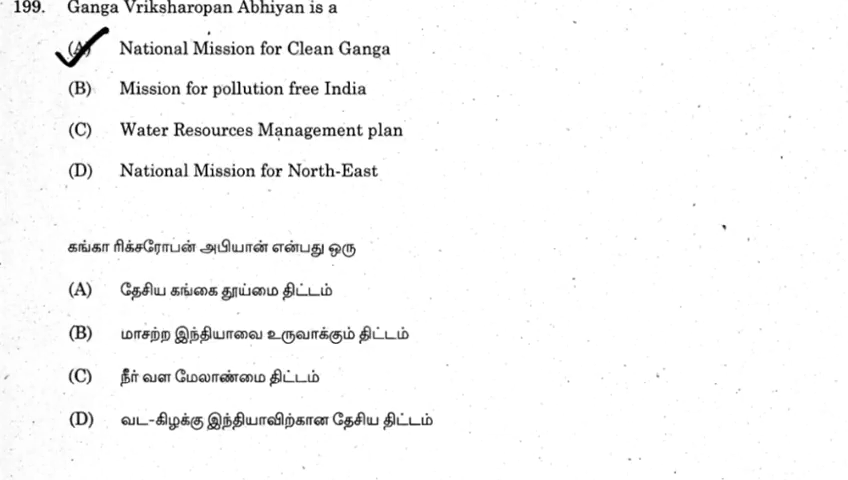 199. Ganga Vriksharopan Abhiyan is a
(A) National Mission for Clean Ganga
(B) Mission for pollution free India
(C) Water Resources Management plan
(D) National Mission for North-East
கங்கா ரிக்சரோபன் அபியான் என்பது ஒரு
(A) தேசிய கங்கை தூய்மை திட்டம்
(B) மாசற்ற இந்தியாவை உருவாக்கும் திட்டம்
(C) நீர் வள மேலாண்மை திட்டம்
(D) வட-கிழக்கு இந்தியாவிற்கான தேசிய திட்டம்